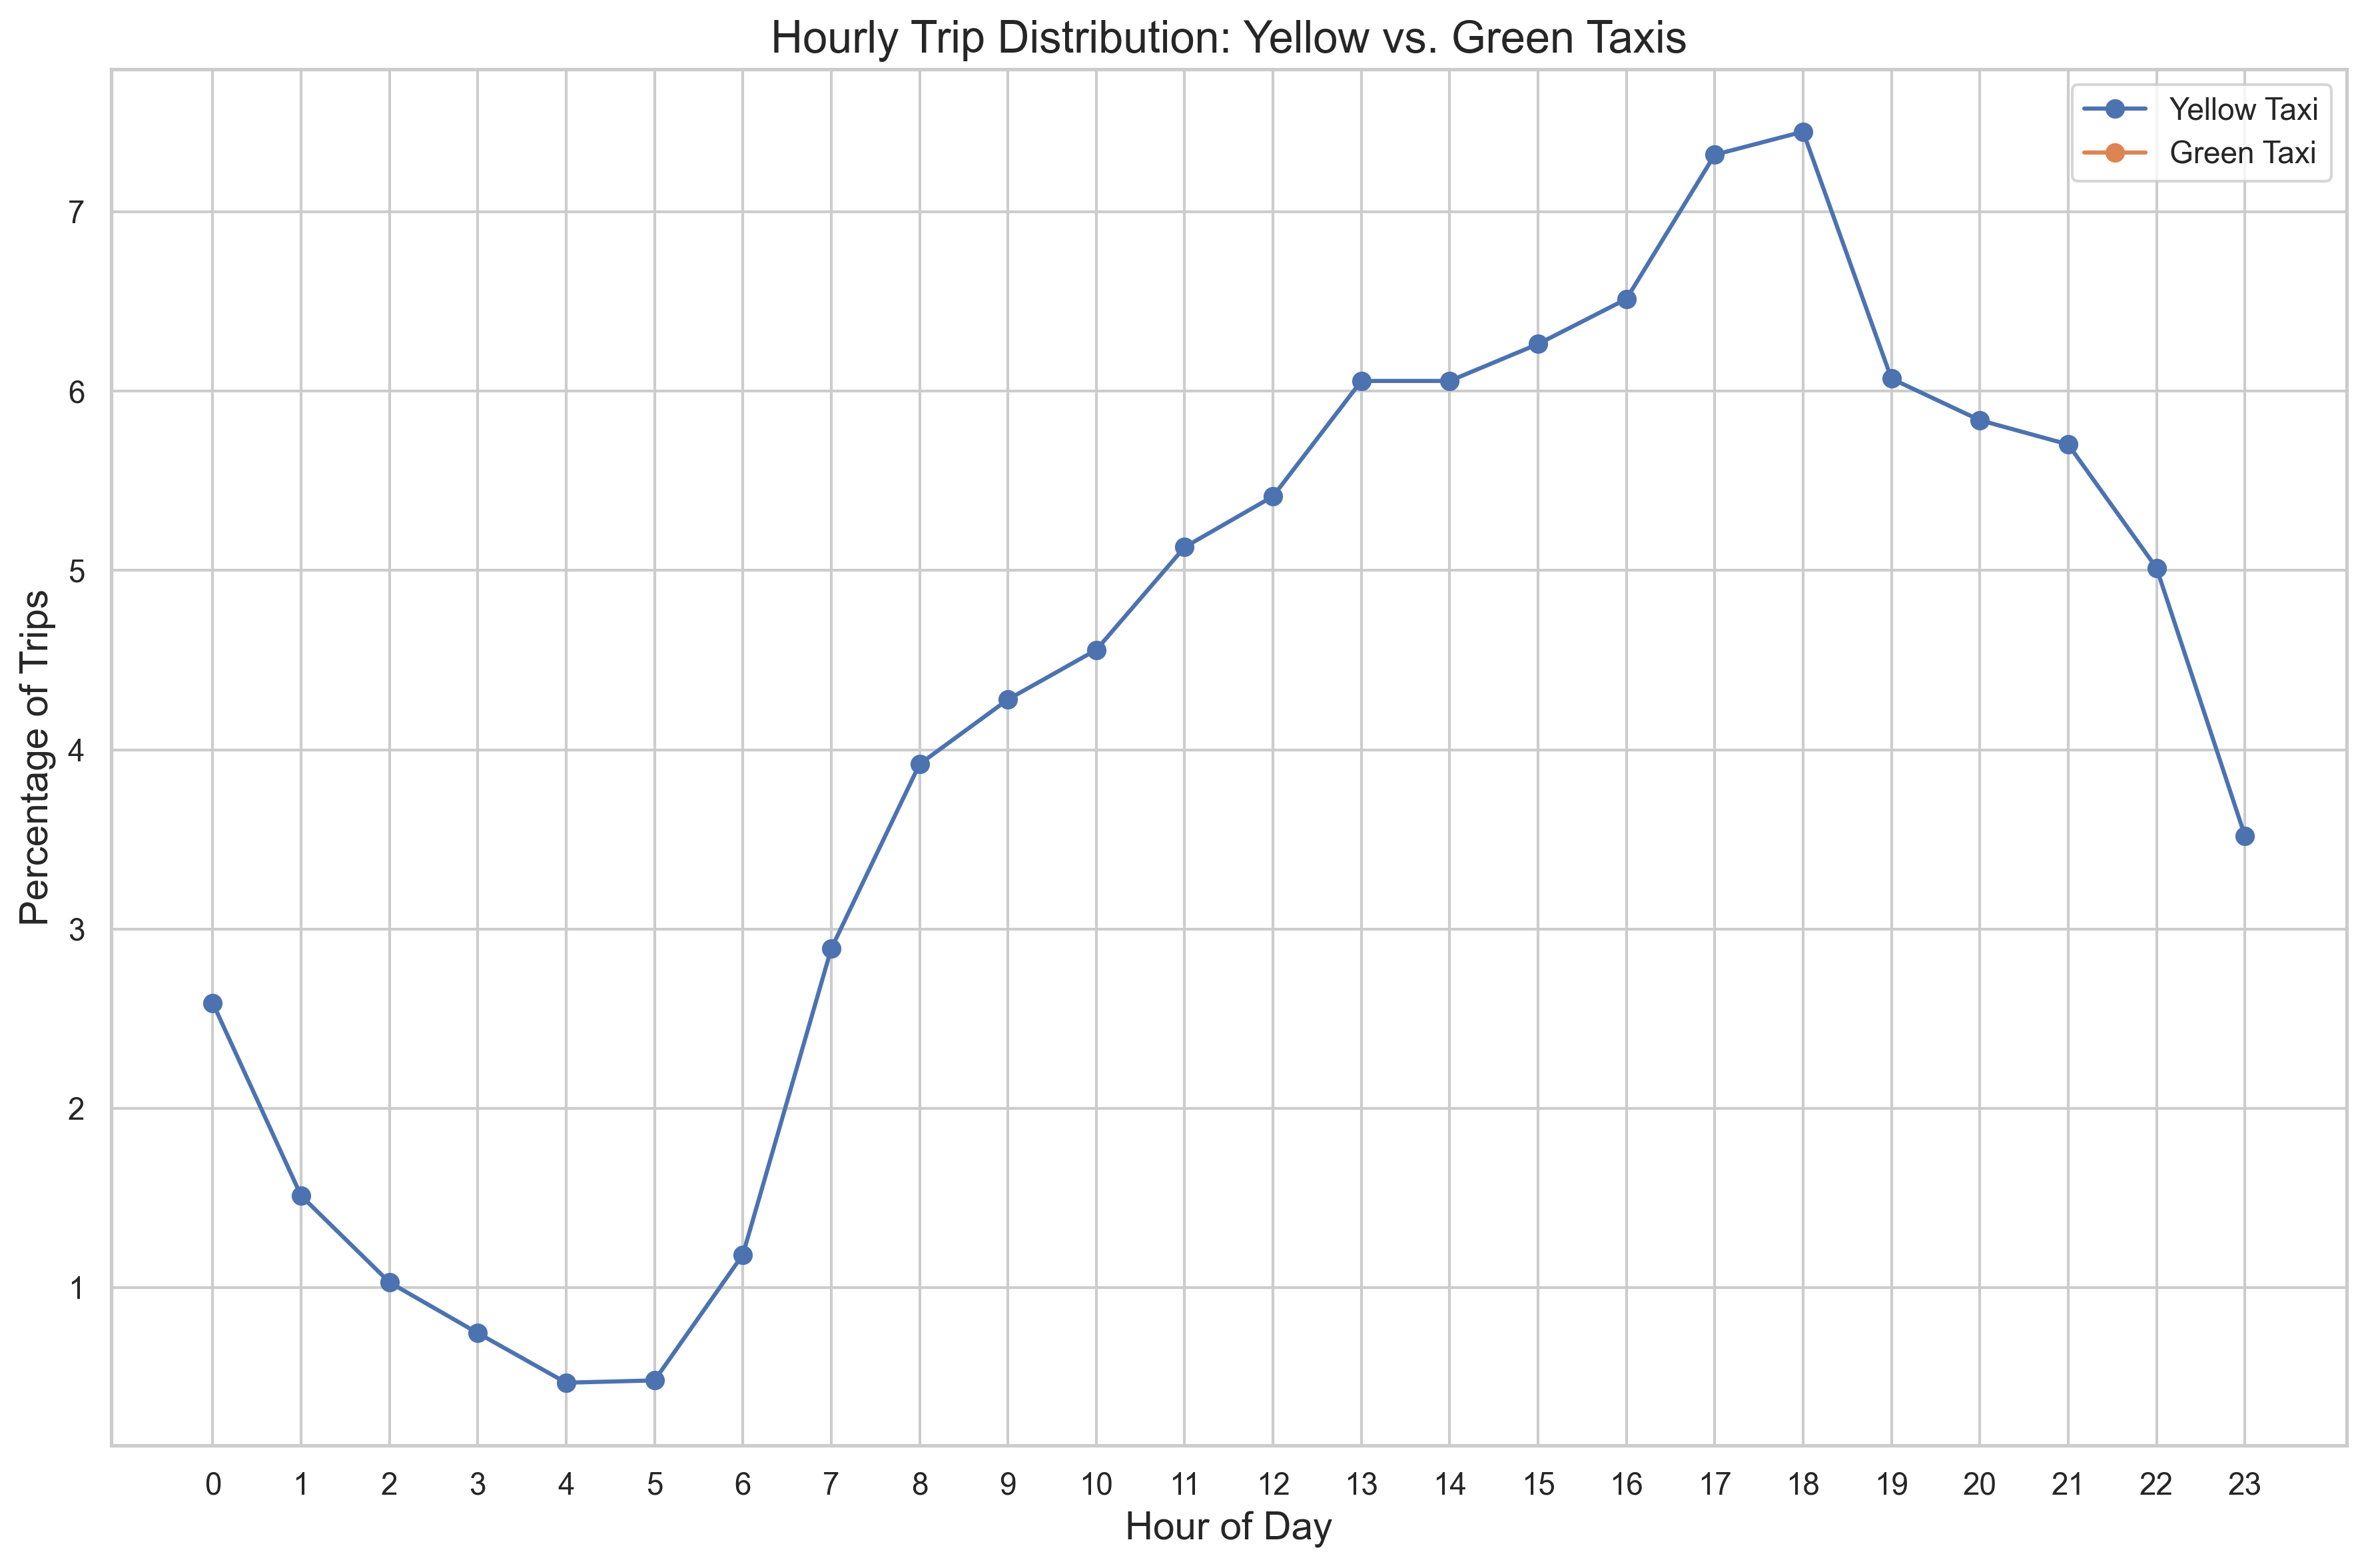 Hourly Trip Distribution: Yellow vs. Green Taxis
Yellow Taxi
Green Taxi
Percentage of Trips
7
6
5
4
3
2
1
0 1 2 3 4 5 6 7 8 9 10 11 12 13 14 15 16 17 18 19 20 21 22 23
Hour of Day